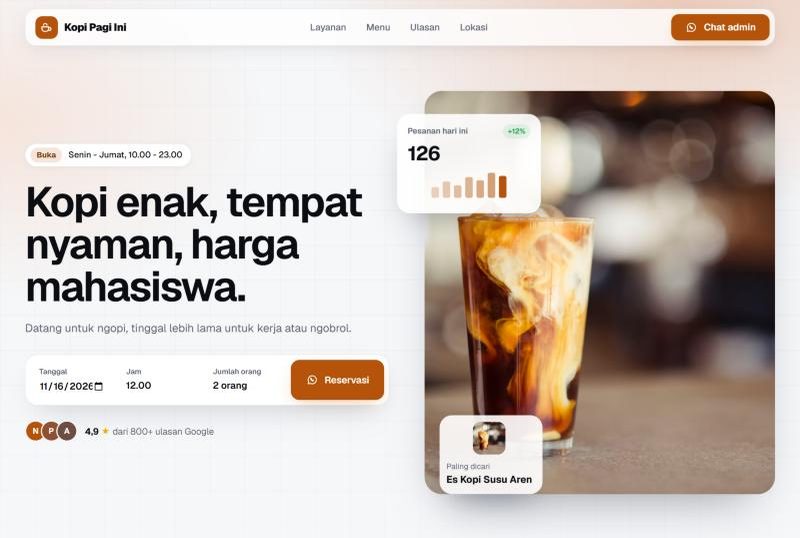 Kopi Pagi Ini
Layanan
Menu
Ulasan
Lokasi
Chat admin
Buka
Senin - Jumat, 10.00 - 23.00
Kopi enak, tempat
nyaman, harga
mahasiswa.
Datang untuk ngopi, tinggal lebih lama untuk kerja atau ngobrol.
Tanggal
11/16/2026
Jam
12.00
Jumlah orang
2 orang
Reservasi
N P A
4,9 ★ dari 800+ ulasan Google
Pesanan hari ini
+12%
126
Paling dicari
Es Kopi Susu Aren